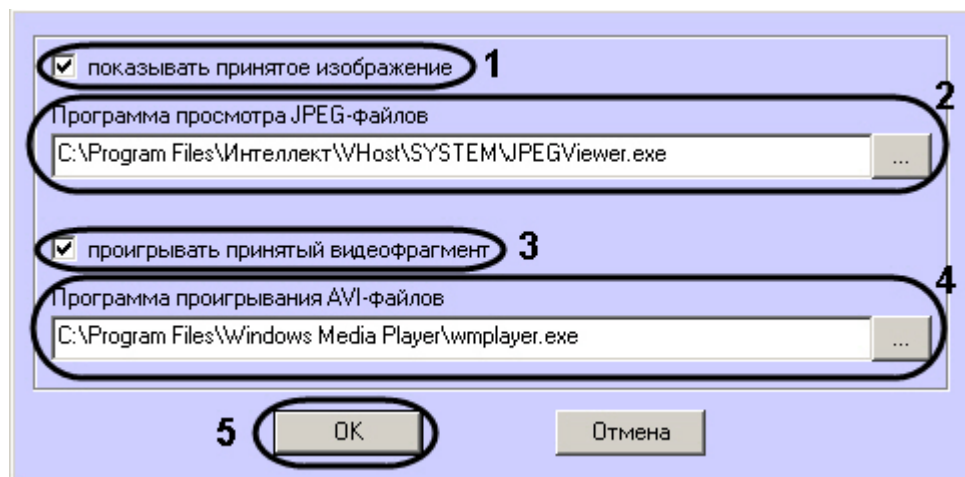 показывать принятое изображение 1
2
Программа просмотра JPEG-файлов
C:\Program Files\Интеллект\VHost\SYSTEM\JPEGViewer.exe ...
проигрывать принятый видеофрагмент 3
4
Программа проигрывания AVI-файлов
C:\Program Files\Windows Media Player\wmplayer.exe ...
5 OK Отмена